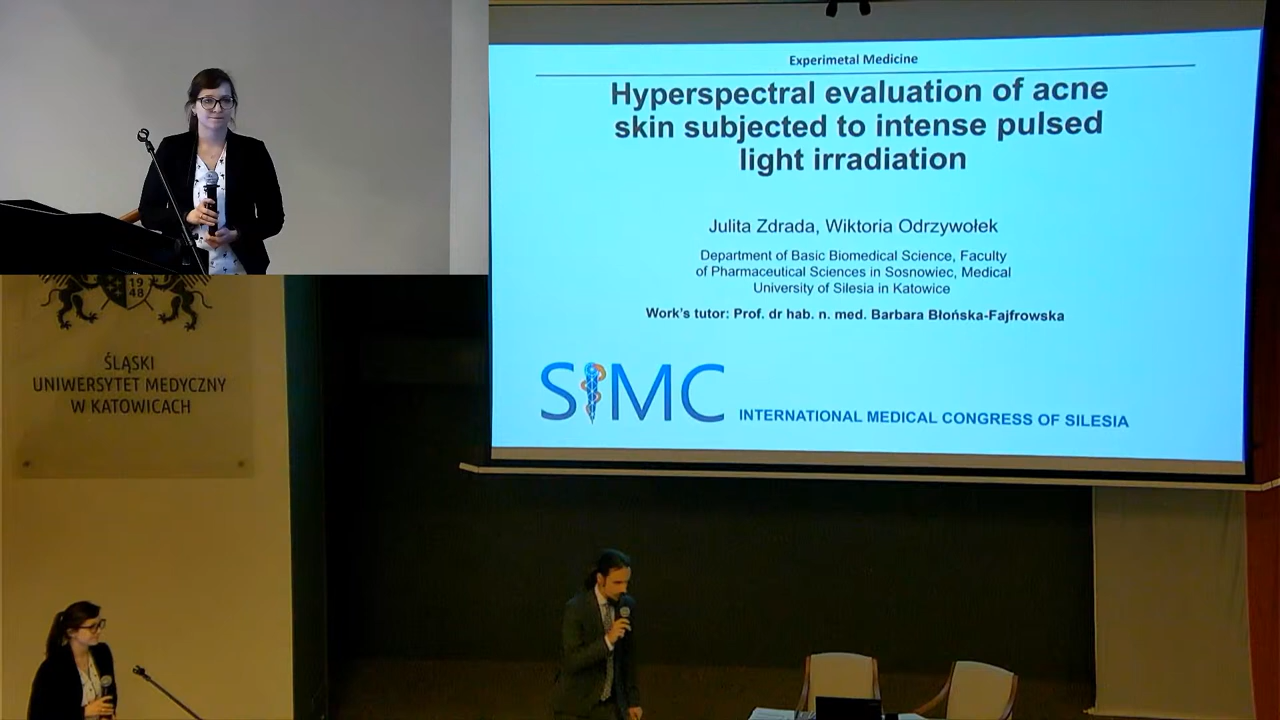 Experimetal Medicine
Hyperspectral evaluation of acne
skin subjected to intense pulsed
light irradiation
Julita Zdrada, Wiktoria Odrzywołek
Department of Basic Biomedical Science, Faculty
of Pharmaceutical Sciences in Sosnowiec, Medical
University of Silesia in Katowice
Work's tutor: Prof. dr hab. n. med. Barbara Błońska-Fajfrowska
SIMC INTERNATIONAL MEDICAL CONGRESS OF SILESIA
19
48
ŚLĄSKI
UNIWERSYTET MEDYCZNY
W KATOWICACH